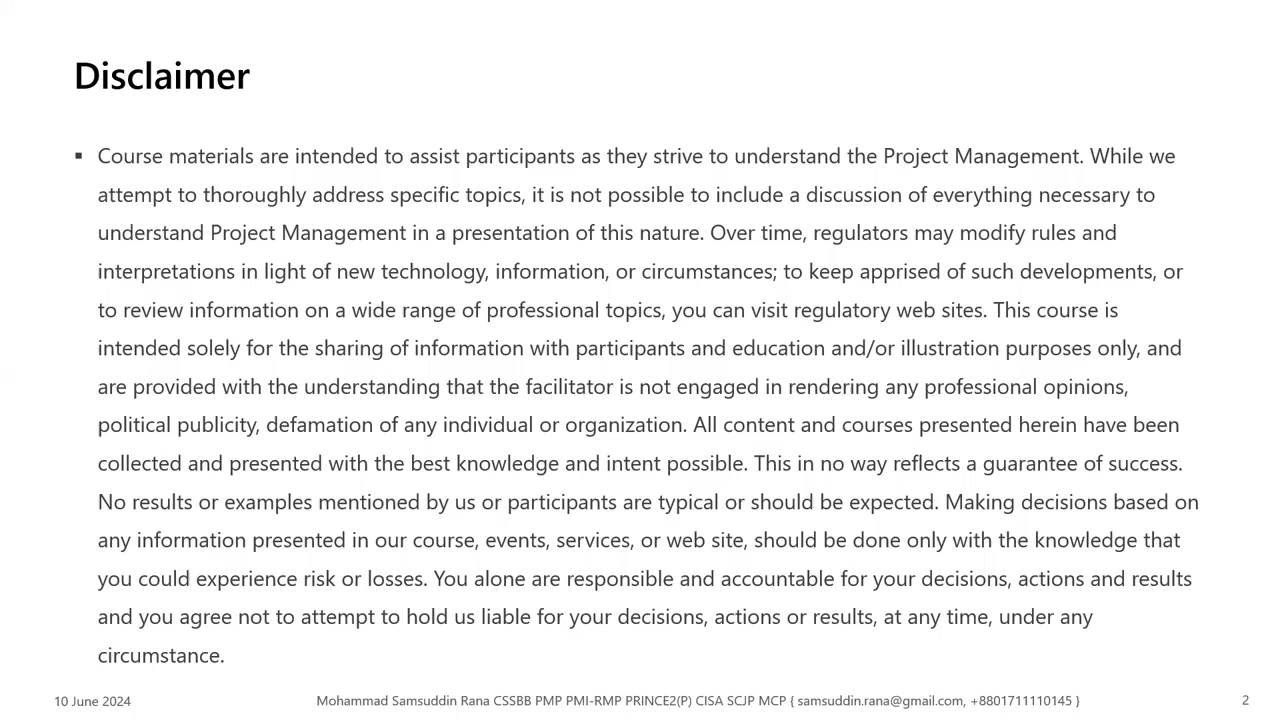 Disclaimer
▪ Course materials are intended to assist participants as they strive to understand the Project Management. While we
attempt to thoroughly address specific topics, it is not possible to include a discussion of everything necessary to
understand Project Management in a presentation of this nature. Over time, regulators may modify rules and
interpretations in light of new technology, information, or circumstances; to keep apprised of such developments, or
to review information on a wide range of professional topics, you can visit regulatory web sites. This course is
intended solely for the sharing of information with participants and education and/or illustration purposes only, and
are provided with the understanding that the facilitator is not engaged in rendering any professional opinions,
political publicity, defamation of any individual or organization. All content and courses presented herein have been
collected and presented with the best knowledge and intent possible. This in no way reflects a guarantee of success.
No results or examples mentioned by us or participants are typical or should be expected. Making decisions based on
any information presented in our course, events, services, or web site, should be done only with the knowledge that
you could experience risk or losses. You alone are responsible and accountable for your decisions, actions and results
and you agree not to attempt to hold us liable for your decisions, actions or results, at any time, under any
circumstance.
10 June 2024 Mohammad Samsuddin Rana CSSBB PMP PMI-RMP PRINCE2(P) CISA SCJP MCP { samsuddin.rana@gmail.com, +8801711110145 } 2